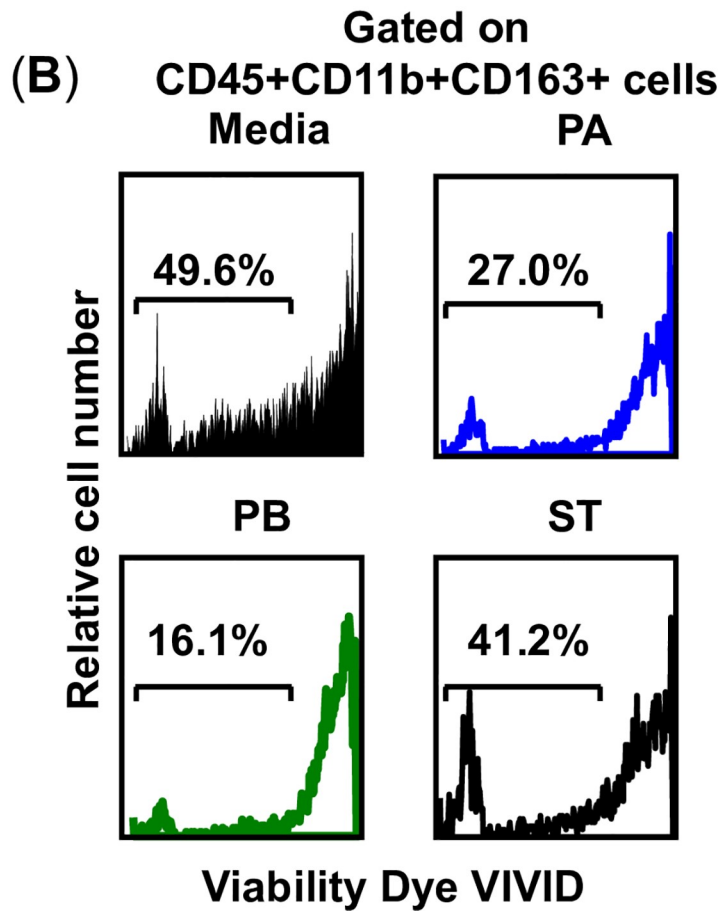 (B)
Gated on
CD45+CD11b+CD163+ cells
Media
PA
49.6%
27.0%
Relative cell number
PB
ST
16.1%
41.2%
Viability Dye VIVID